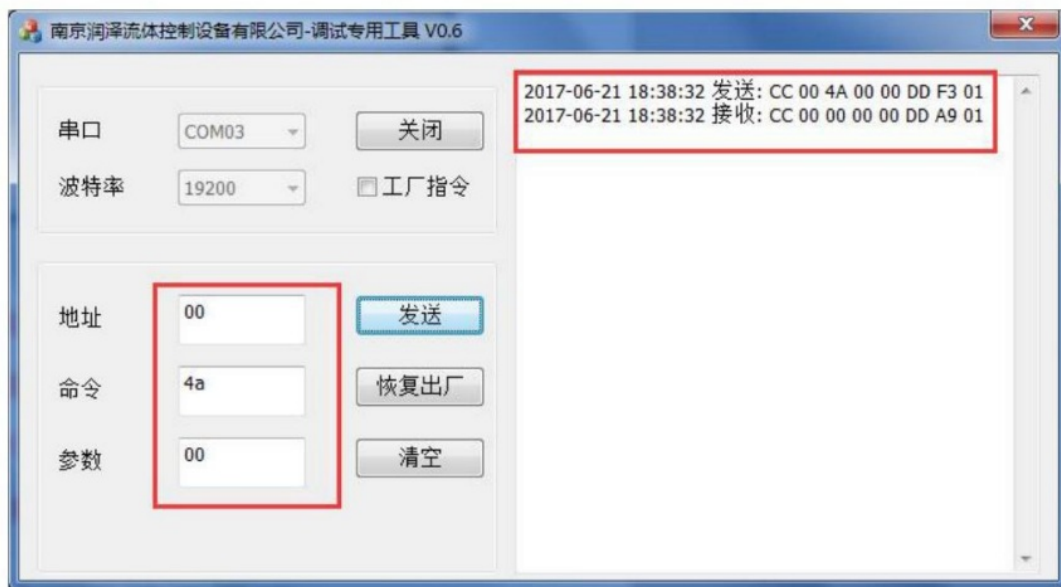 南京润泽流体控制设备有限公司-调试专用工具 V0.6
串口
COM03
关闭
波特率
19200
工厂指令
地址
00
发送
命令
4a
恢复出厂
参数
00
清空
2017-06-21 18:38:32 发送: CC 00 4A 00 00 DD F3 01
2017-06-21 18:38:32 接收: CC 00 00 00 00 DD A9 01